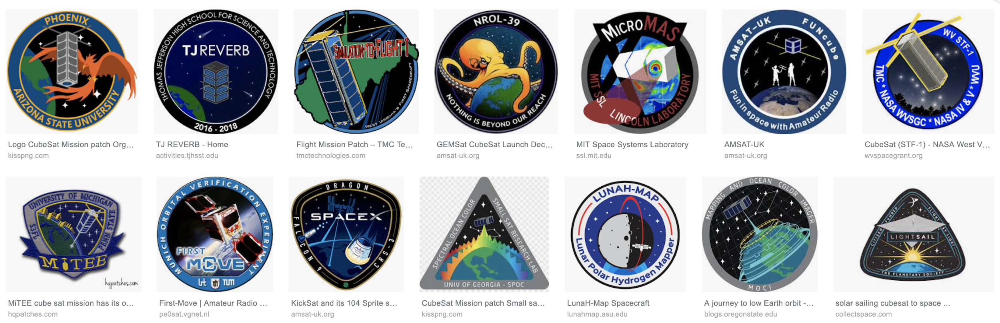 PHOENIX
ARIZONA STATE UNIVERSITY
THOMAS JEFFERSON HIGH SCHOOL FOR SCIENCE AND TECHNOLOGY
TJ REVERB
2016 - 2018
SIMULATION-TO-FLIGHT 1
WEST VIRGINIA'S FIRST SPACECRAFT
NROL-39
NOTHING IS BEYOND OUR REACH
MICROMAS
MIT SSL LINCOLN LABORATORY
AMSAT-UK FUNcube
Fun in space with Amateur Radio
WV STF-1
TMC * NASA WVSGC * NASA IV & V * WVU
Logo CubeSat Mission patch Org...
kisspng.com
TJ REVERB - Home
activities.tjhsst.edu
Flight Mission Patch – TMC Te...
tmctechnologies.com
GEMSat CubeSat Launch Dec...
amsat-uk.org
MIT Space Systems Laboratory
ssl.mit.edu
AMSAT-UK
amsat-uk.org
CubeSat (STF-1) - NASA West V...
wvspacegrant.org
UNIVERSITY OF MICHIGAN
S3FL
PENN STATE
MiTEE
hqpatches.com
MUNICH ORBITAL VERIFICATION EXPERIMENT
FIRST
MOVE
lrt TUM
DRAGON
SPACEX
FALCON 9
CRS-3
SPECTRAL OCEAN COLOR
SMALL SAT RESEARCH LAB
UNIV OF GEORGIA - SPOC
LUNAH-MAP
Lunar Polar Hydrogen Mapper
MAPPING AND OCEAN COLOR IMAGER
MOCI
CITIZEN FUNDED
FLIGHT BY LIGHT
LIGHTSAIL
THE PLANETARY SOCIETY
MiTEE cube sat mission has its o...
hqpatches.com
First-Move | Amateur Radio ...
pe0sat.vgnet.nl
KickSat and its 104 Sprite s...
amsat-uk.org
CubeSat Mission patch Small sa...
kisspng.com
LunaH-Map Spacecraft
lunahmap.asu.edu
A journey to low Earth orbit -...
blogs.oregonstate.edu
solar sailing cubesat to space ...
collectspace.com